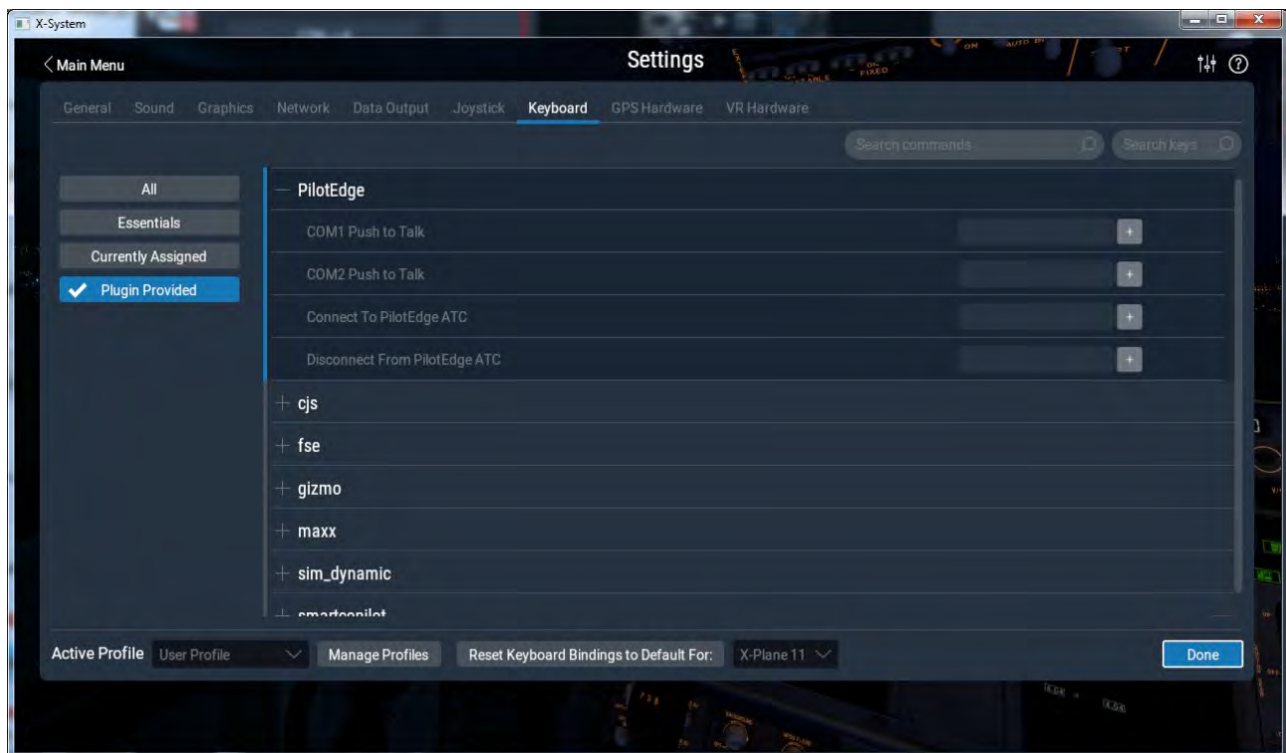 X-System
Main Menu
Settings
General Sound Graphics Network Data Output Joystick Keyboard GPS Hardware VR Hardware
Search commands Search keys
All
Essentials
Currently Assigned
Plugin Provided
PilotEdge
COM1 Push to Talk
COM2 Push to Talk
Connect To PilotEdge ATC
Disconnect From PilotEdge ATC
cjs
fse
gizmo
maxx
sim_dynamic
smartcopilot
Active Profile User Profile Manage Profiles Reset Keyboard Bindings to Default For: X-Plane 11 Done
ON
FIXED